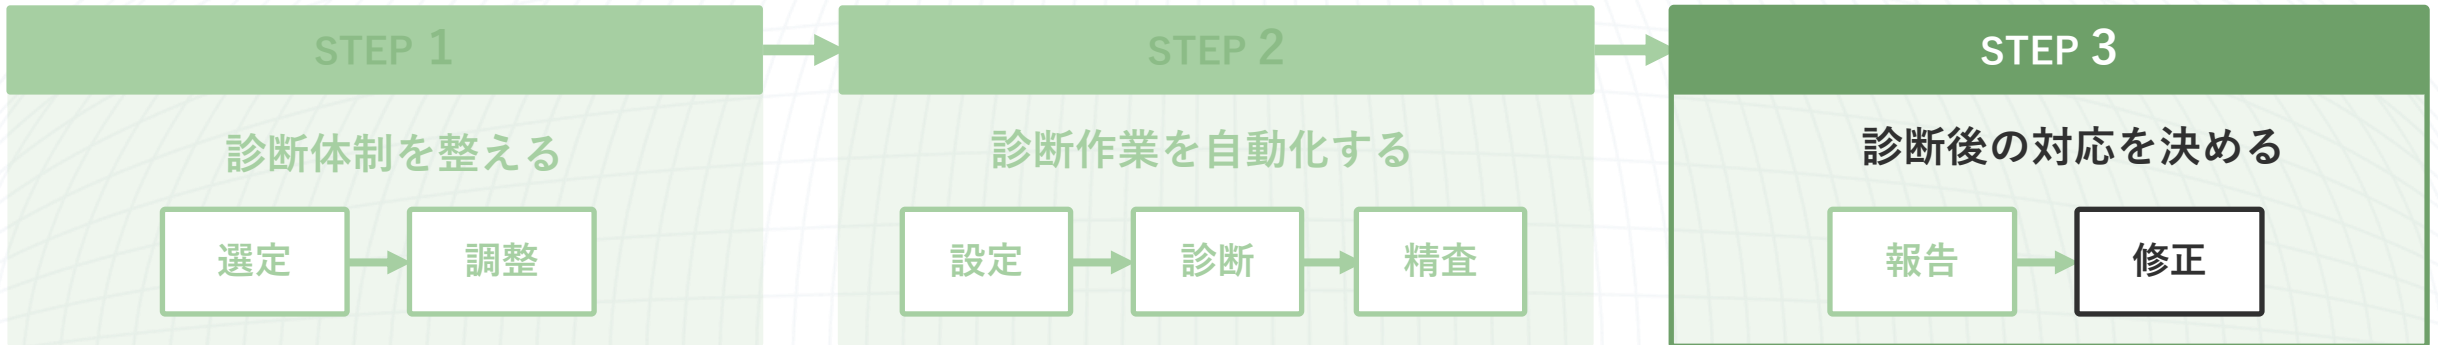 STEP 1
診断体制を整える
選定
調整
STEP 2
診断作業を自動化する
設定
診断
精査
STEP 3
診断後の対応を決める
報告
修正